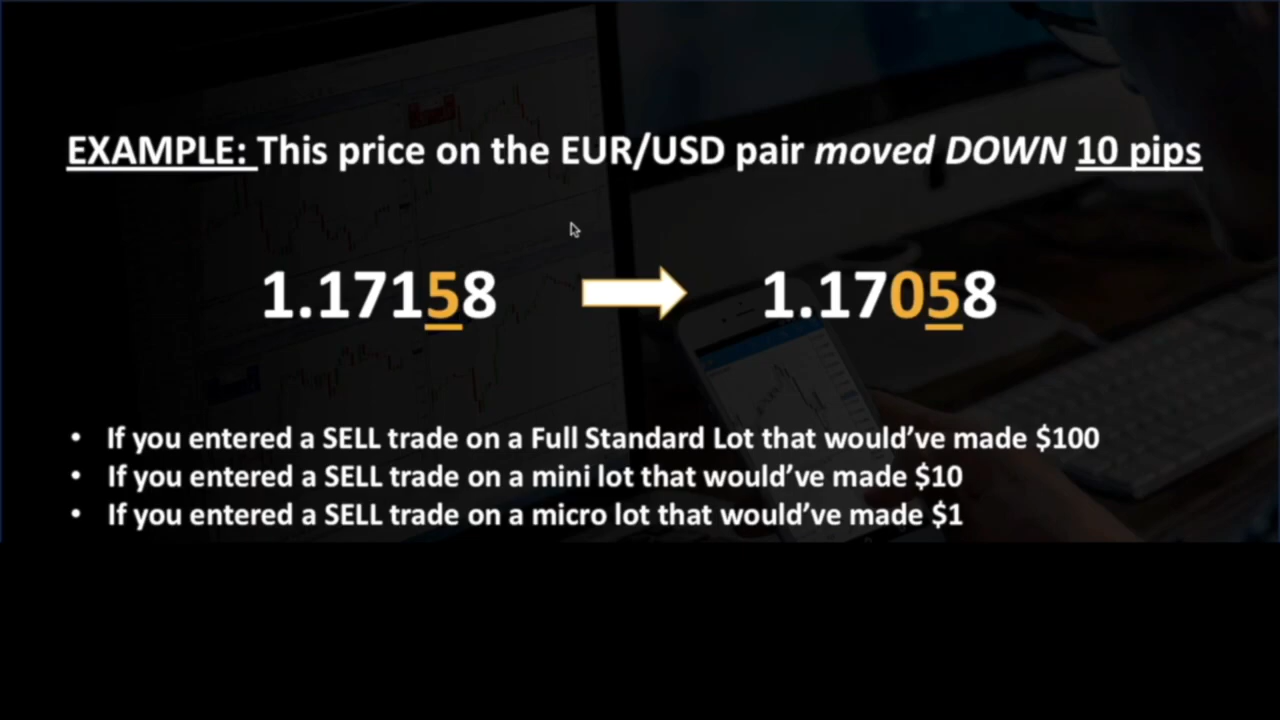 EXAMPLE: This price on the EUR/USD pair moved DOWN 10 pips
1.17158 1.17058
• If you entered a SELL trade on a Full Standard Lot that would’ve made $100
• If you entered a SELL trade on a mini lot that would’ve made $10
• If you entered a SELL trade on a micro lot that would’ve made $1